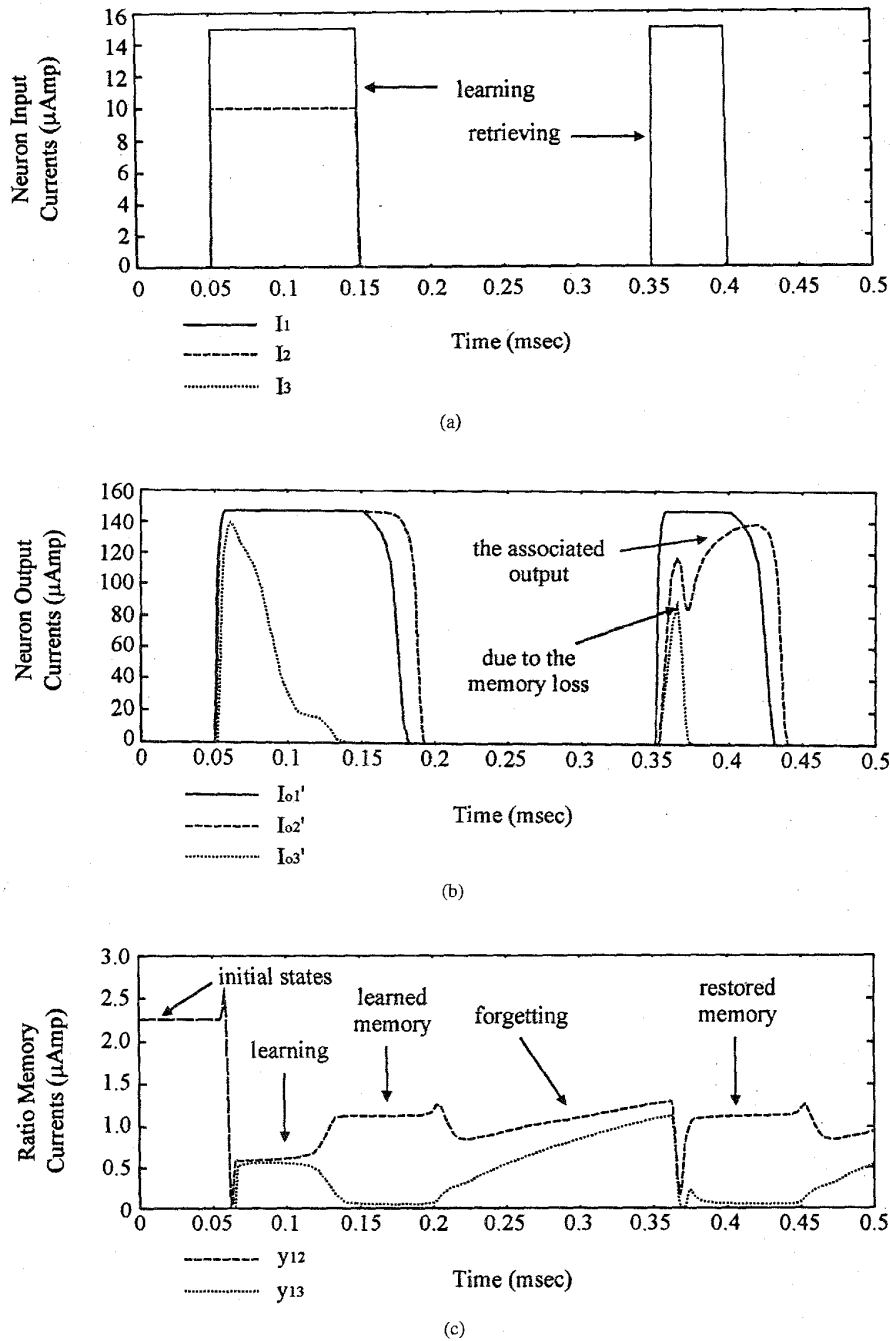 Neuron Input
Currents (μAmp)
16
14
12
10
8
6
4
2
0
learning
retrieving
0 0.05 0.1 0.15 0.2 0.25 0.3 0.35 0.4 0.45 0.5
Time (msec)
I1
I2
I3
(a)
Neuron Output
Currents (μAmp)
160
140
120
100
80
60
40
20
0
the associated
output
due to the
memory loss
0 0.05 0.1 0.15 0.2 0.25 0.3 0.35 0.4 0.45 0.5
Time (msec)
Io1'
Io2'
Io3'
(b)
Ratio Memory
Currents (μAmp)
3.0
2.5
2.0
1.5
1.0
0.5
0
initial states
learning
learned
memory
forgetting
restored
memory
0 0.05 0.1 0.15 0.2 0.25 0.3 0.35 0.4 0.45 0.5
Time (msec)
y12
y13
(c)